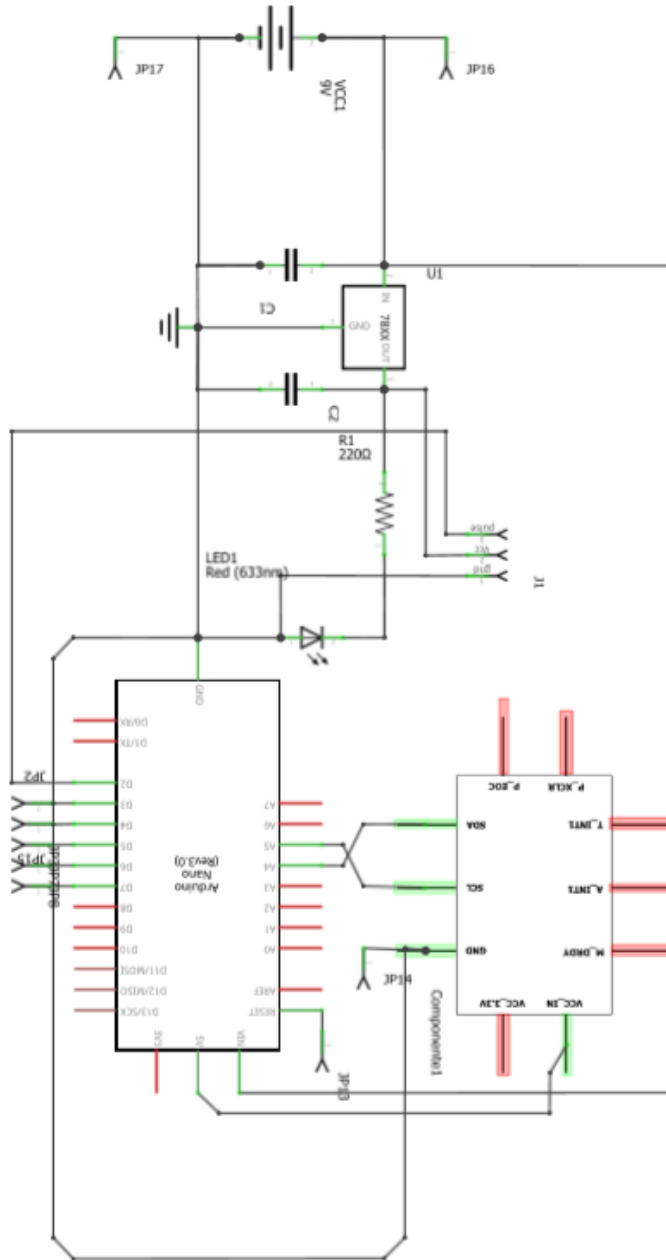 JP17
JP16
VCC1
9V
U1
IN
GND
78XX
OUT
C1
C2
R1
220Ω
pulse
Vcc
gnd
J1
LED1
Red (633nm)
GND
D0/RX
D1/TX
JP2
D2
D3
D4
D5
JP15
D6
D7
D8
D9
D10
D11/MOSI
D12/MISO
D13/SCK
A7
A6
A5
A4
A3
A2
A1
A0
AREF
RESET
Arduino
Nano
(Rev3.0)
3V3
5V
VIN
JP13
P_EOC
P_XCLR
SDA
T_INT1
SCL
A_INT1
GND
M_DRDY
VCC_3.3V
VCC_IN
JP14
Componente1